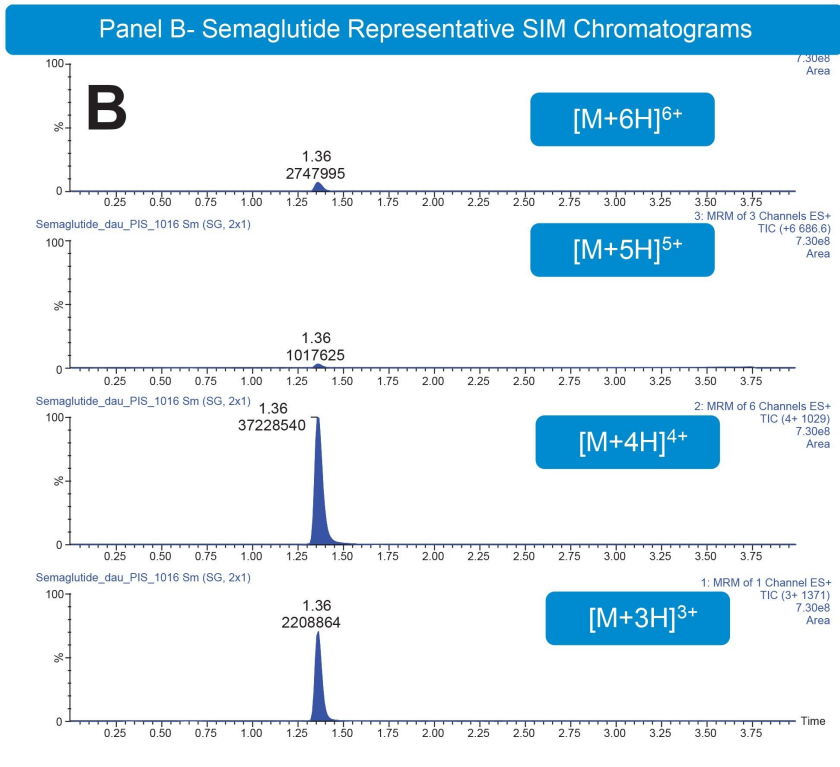 Panel B- Semaglutide Representative SIM Chromatograms
7.30e8
Area
100
B
[M+6H]6+
%
1.36
2747995
0
0.25 0.50 0.75 1.00 1.25 1.50 1.75 2.00 2.25 2.50 2.75 3.00 3.25 3.50 3.75
Semaglutide_dau_PIS_1016 Sm (SG, 2x1)
3: MRM of 3 Channels ES+
TIC (+6 686.6)
7.30e8
Area
100
[M+5H]5+
%
1.36
1017625
0
0.25 0.50 0.75 1.00 1.25 1.50 1.75 2.00 2.25 2.50 2.75 3.00 3.25 3.50 3.75
Semaglutide_dau_PIS_1016 Sm (SG, 2x1)
2: MRM of 6 Channels ES+
TIC (4+ 1029)
7.30e8
Area
100
1.36
37228540
[M+4H]4+
%
0
0.25 0.50 0.75 1.00 1.25 1.50 1.75 2.00 2.25 2.50 2.75 3.00 3.25 3.50 3.75
Semaglutide_dau_PIS_1016 Sm (SG, 2x1)
1: MRM of 1 Channel ES+
TIC (3+ 1371)
7.30e8
Area
100
1.36
2208864
[M+3H]3+
%
0
Time
0.25 0.50 0.75 1.00 1.25 1.50 1.75 2.00 2.25 2.50 2.75 3.00 3.25 3.50 3.75